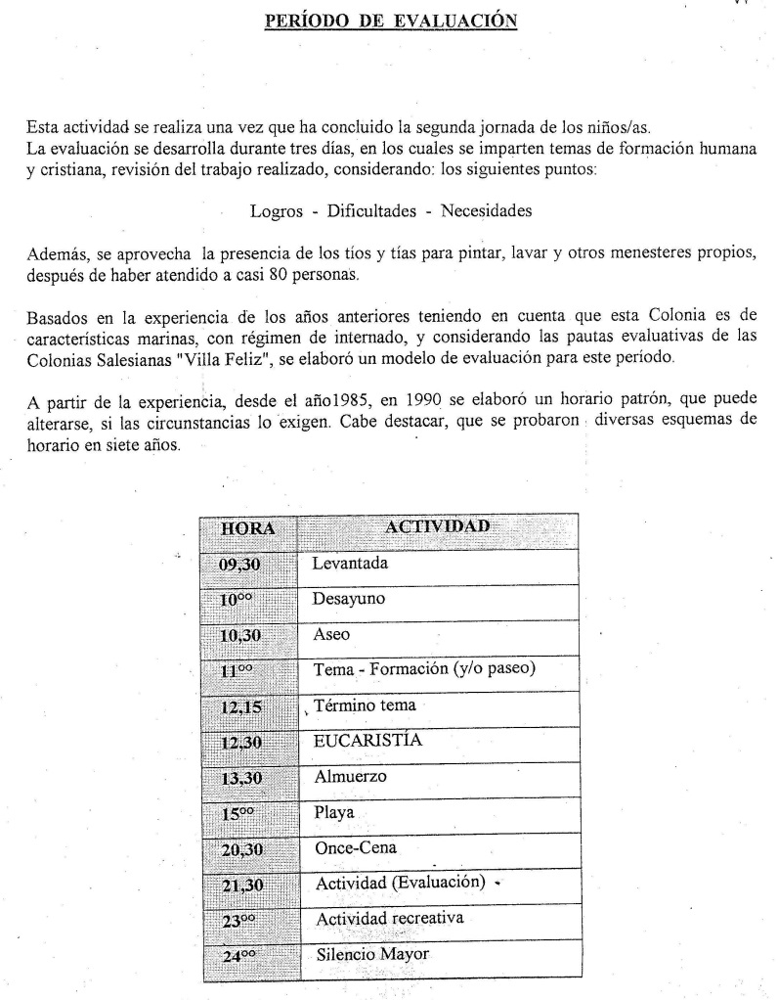 PERÍODO DE EVALUACIÓN
Esta actividad se realiza una vez que ha concluido la segunda jornada de los niños/as.
La evaluación se desarrolla durante tres días, en los cuales se imparten temas de formación humana
y cristiana, revisión del trabajo realizado, considerando: los siguientes puntos:
Logros - Dificultades - Necesidades
Además, se aprovecha la presencia de los tíos y tías para pintar, lavar y otros menesteres propios,
después de haber atendido a casi 80 personas.
Basados en la experiencia de los años anteriores teniendo en cuenta que esta Colonia es de
características marinas, con régimen de internado, y considerando las pautas evaluativas de las
Colonias Salesianas "Villa Feliz", se elaboró un modelo de evaluación para este período.
A partir de la experiencia, desde el año1985, en 1990 se elaboró un horario patrón, que puede
alterarse, si las circunstancias lo exigen. Cabe destacar, que se probaron diversas esquemas de
horario en siete años.
HORA ACTIVIDAD
09,30 Levantada
10°° Desayuno
10,30 Aseo
11°° Tema - Formación (y/o paseo)
12,15 Término tema
12,30 EUCARISTÍA
13,30 Almuerzo
15°° Playa
20,30 Once-Cena
21,30 Actividad (Evaluación)
23°° Actividad recreativa
24°° Silencio Mayor